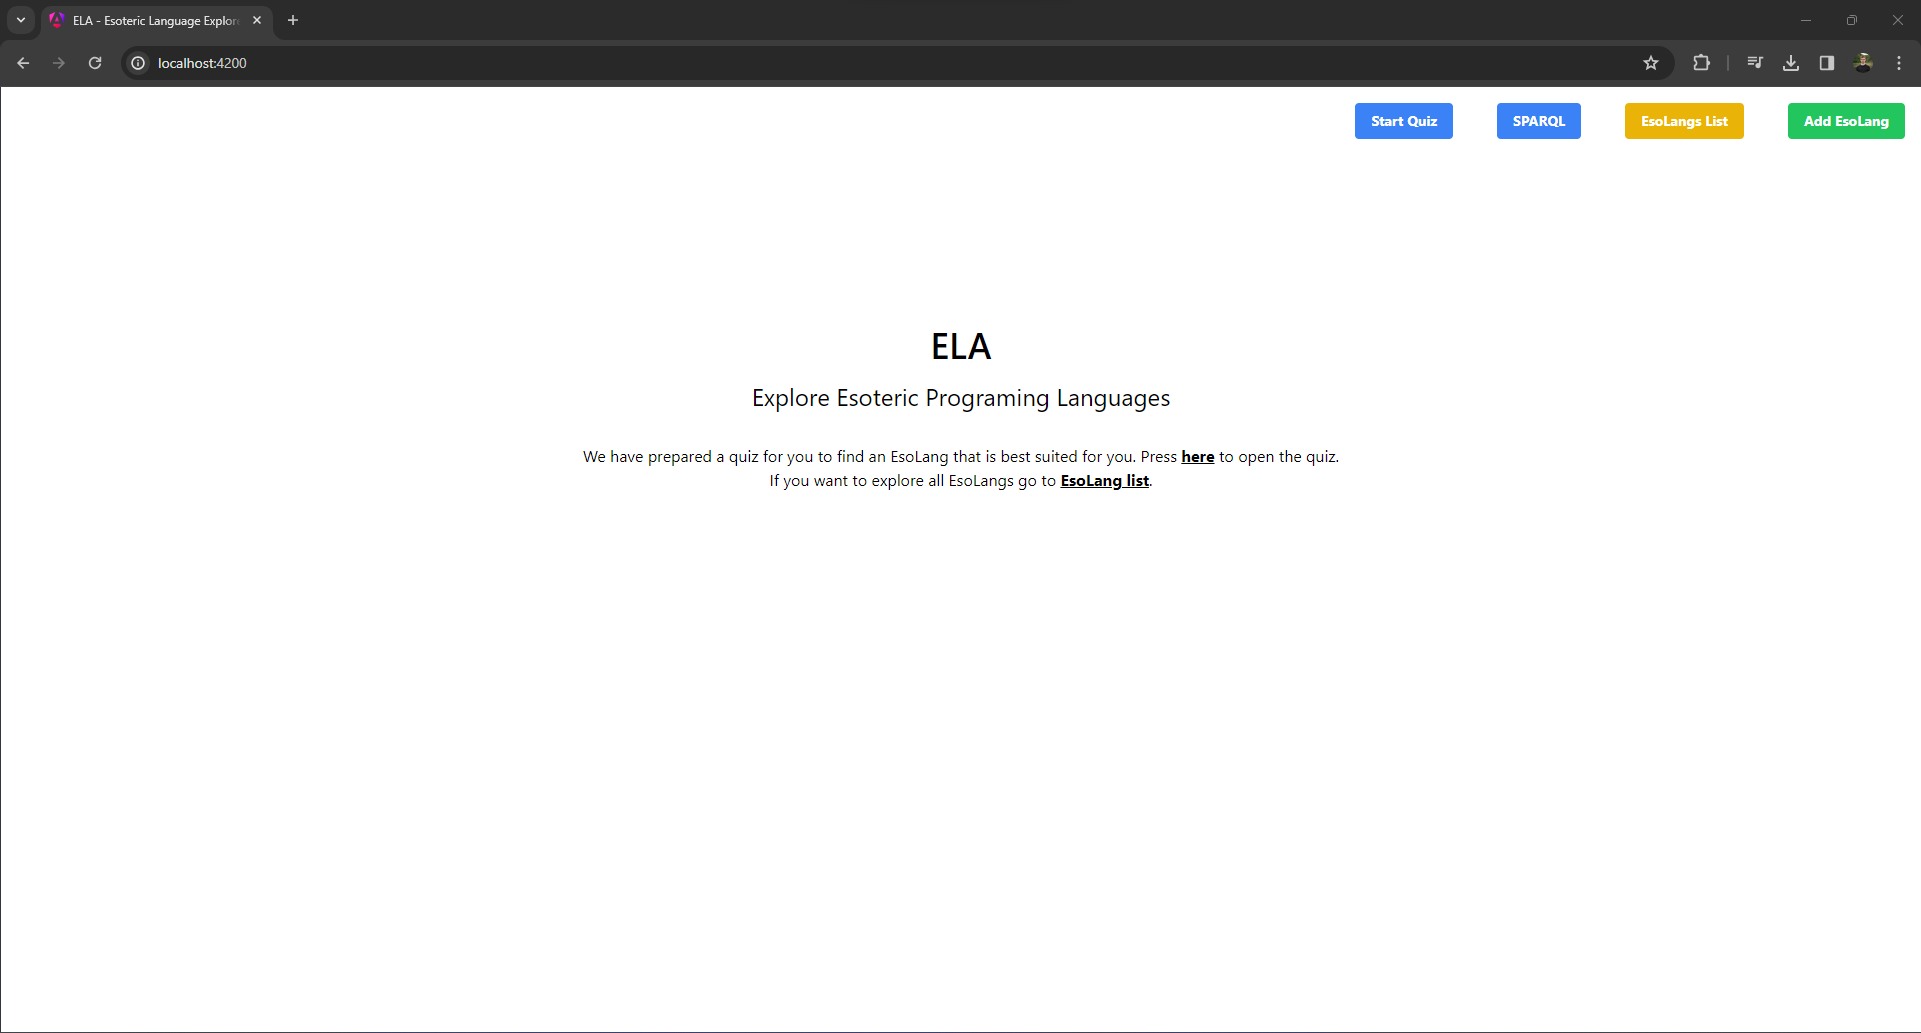 ELA - Esoteric Language Explore
localhost:4200
Start Quiz
SPARQL
EsoLangs List
Add EsoLang
ELA
Explore Esoteric Programing Languages
We have prepared a quiz for you to find an EsoLang that is best suited for you. Press here to open the quiz.
If you want to explore all EsoLangs go to EsoLang list.